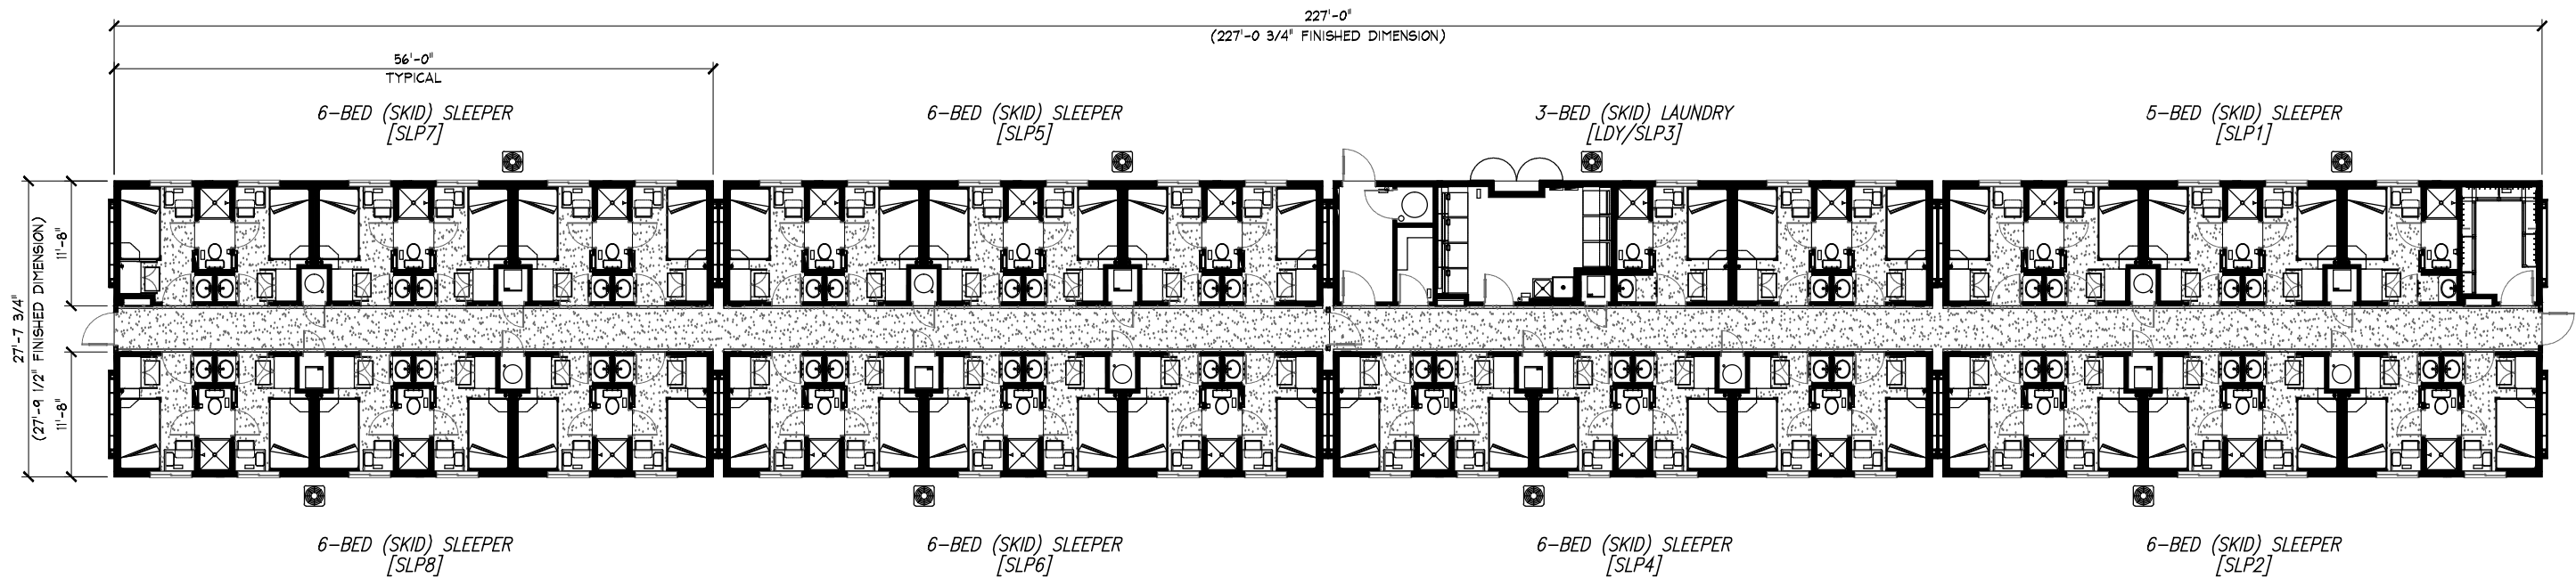 227'-0"
(227'-0 3/4" FINISHED DIMENSION)
56'-0"
TYPICAL
6-BED (SKID) SLEEPER
[SLP7]
6-BED (SKID) SLEEPER
[SLP5]
3-BED (SKID) LAUNDRY
[LDY/SLP3]
5-BED (SKID) SLEEPER
[SLP1]
27'-7 3/4"
(27'-9 1/2" FINISHED DIMENSION)
11'-8"
11'-8"
6-BED (SKID) SLEEPER
[SLP8]
6-BED (SKID) SLEEPER
[SLP6]
6-BED (SKID) SLEEPER
[SLP4]
6-BED (SKID) SLEEPER
[SLP2]